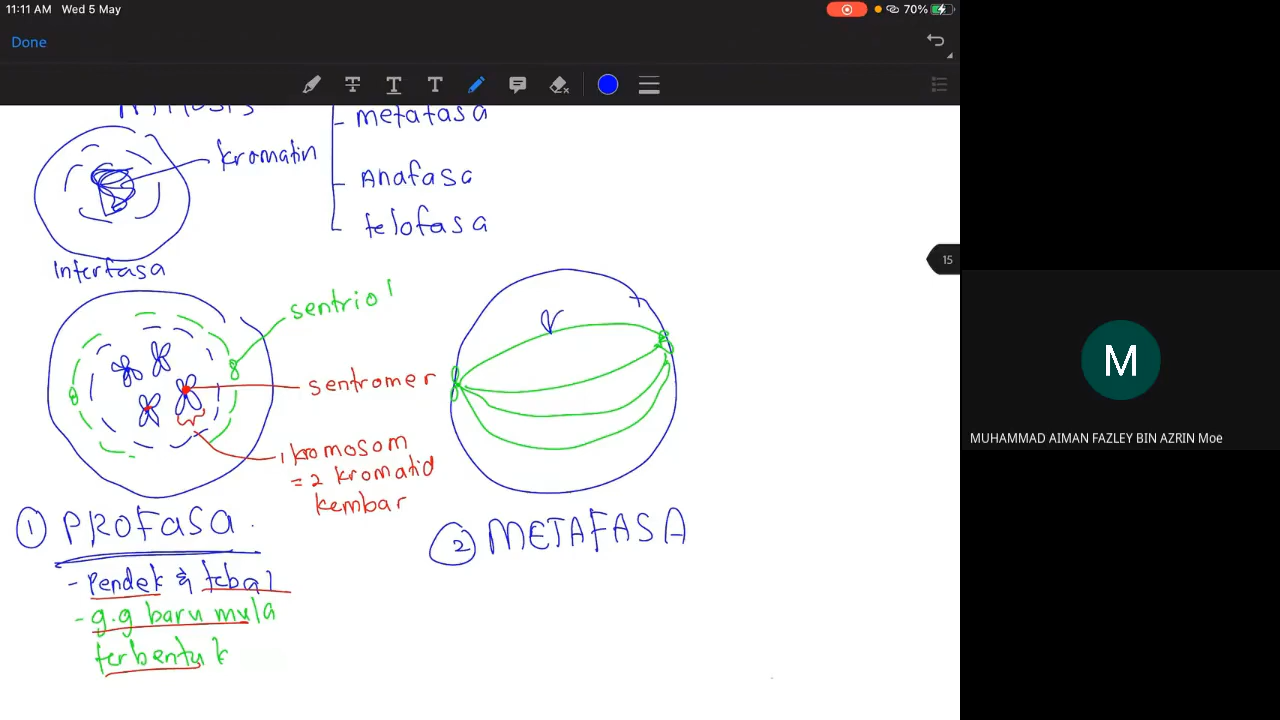 11:11 AM Wed 5 May
70%
Done
MITOSIS
metafasa
kromatin
Anafasa
telofasa
Interfasa
15
sentriol
sentromer
1 kromosom
= 2 kromatid
kembar
1 PROFASA
2 METAFASA
- Pendek & tebal
- g.g baru mula
terbentuk
M
MUHAMMAD AIMAN FAZLEY BIN AZRIN Moe